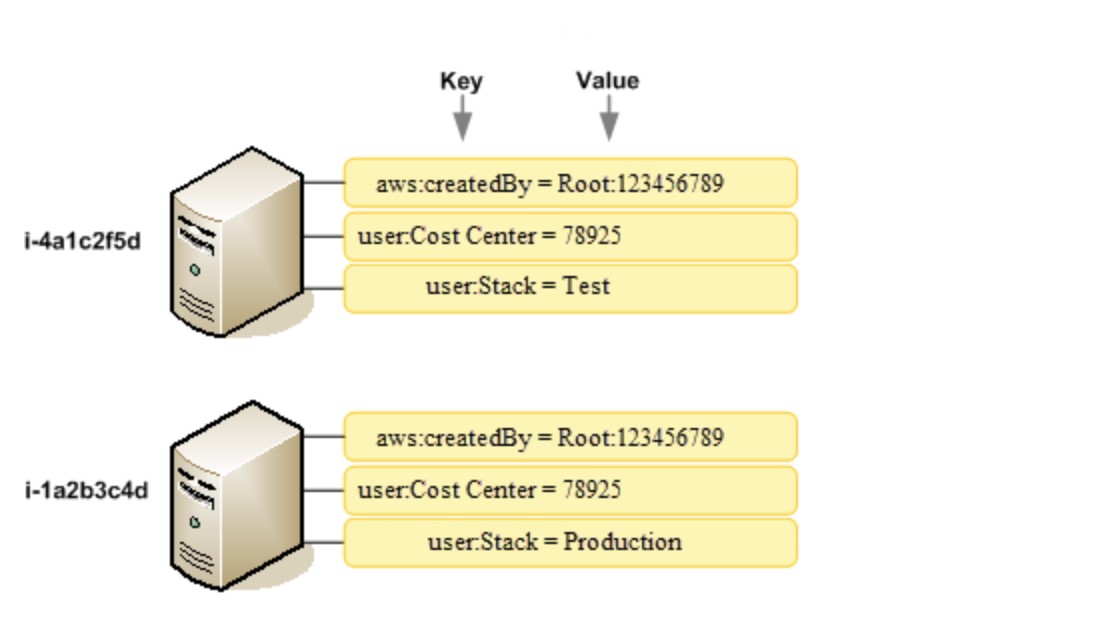 Key Value
aws:createdBy = Root:123456789
i-4a1c2f5d
user:Cost Center = 78925
user:Stack = Test
aws:createdBy = Root:123456789
i-1a2b3c4d
user:Cost Center = 78925
user:Stack = Production